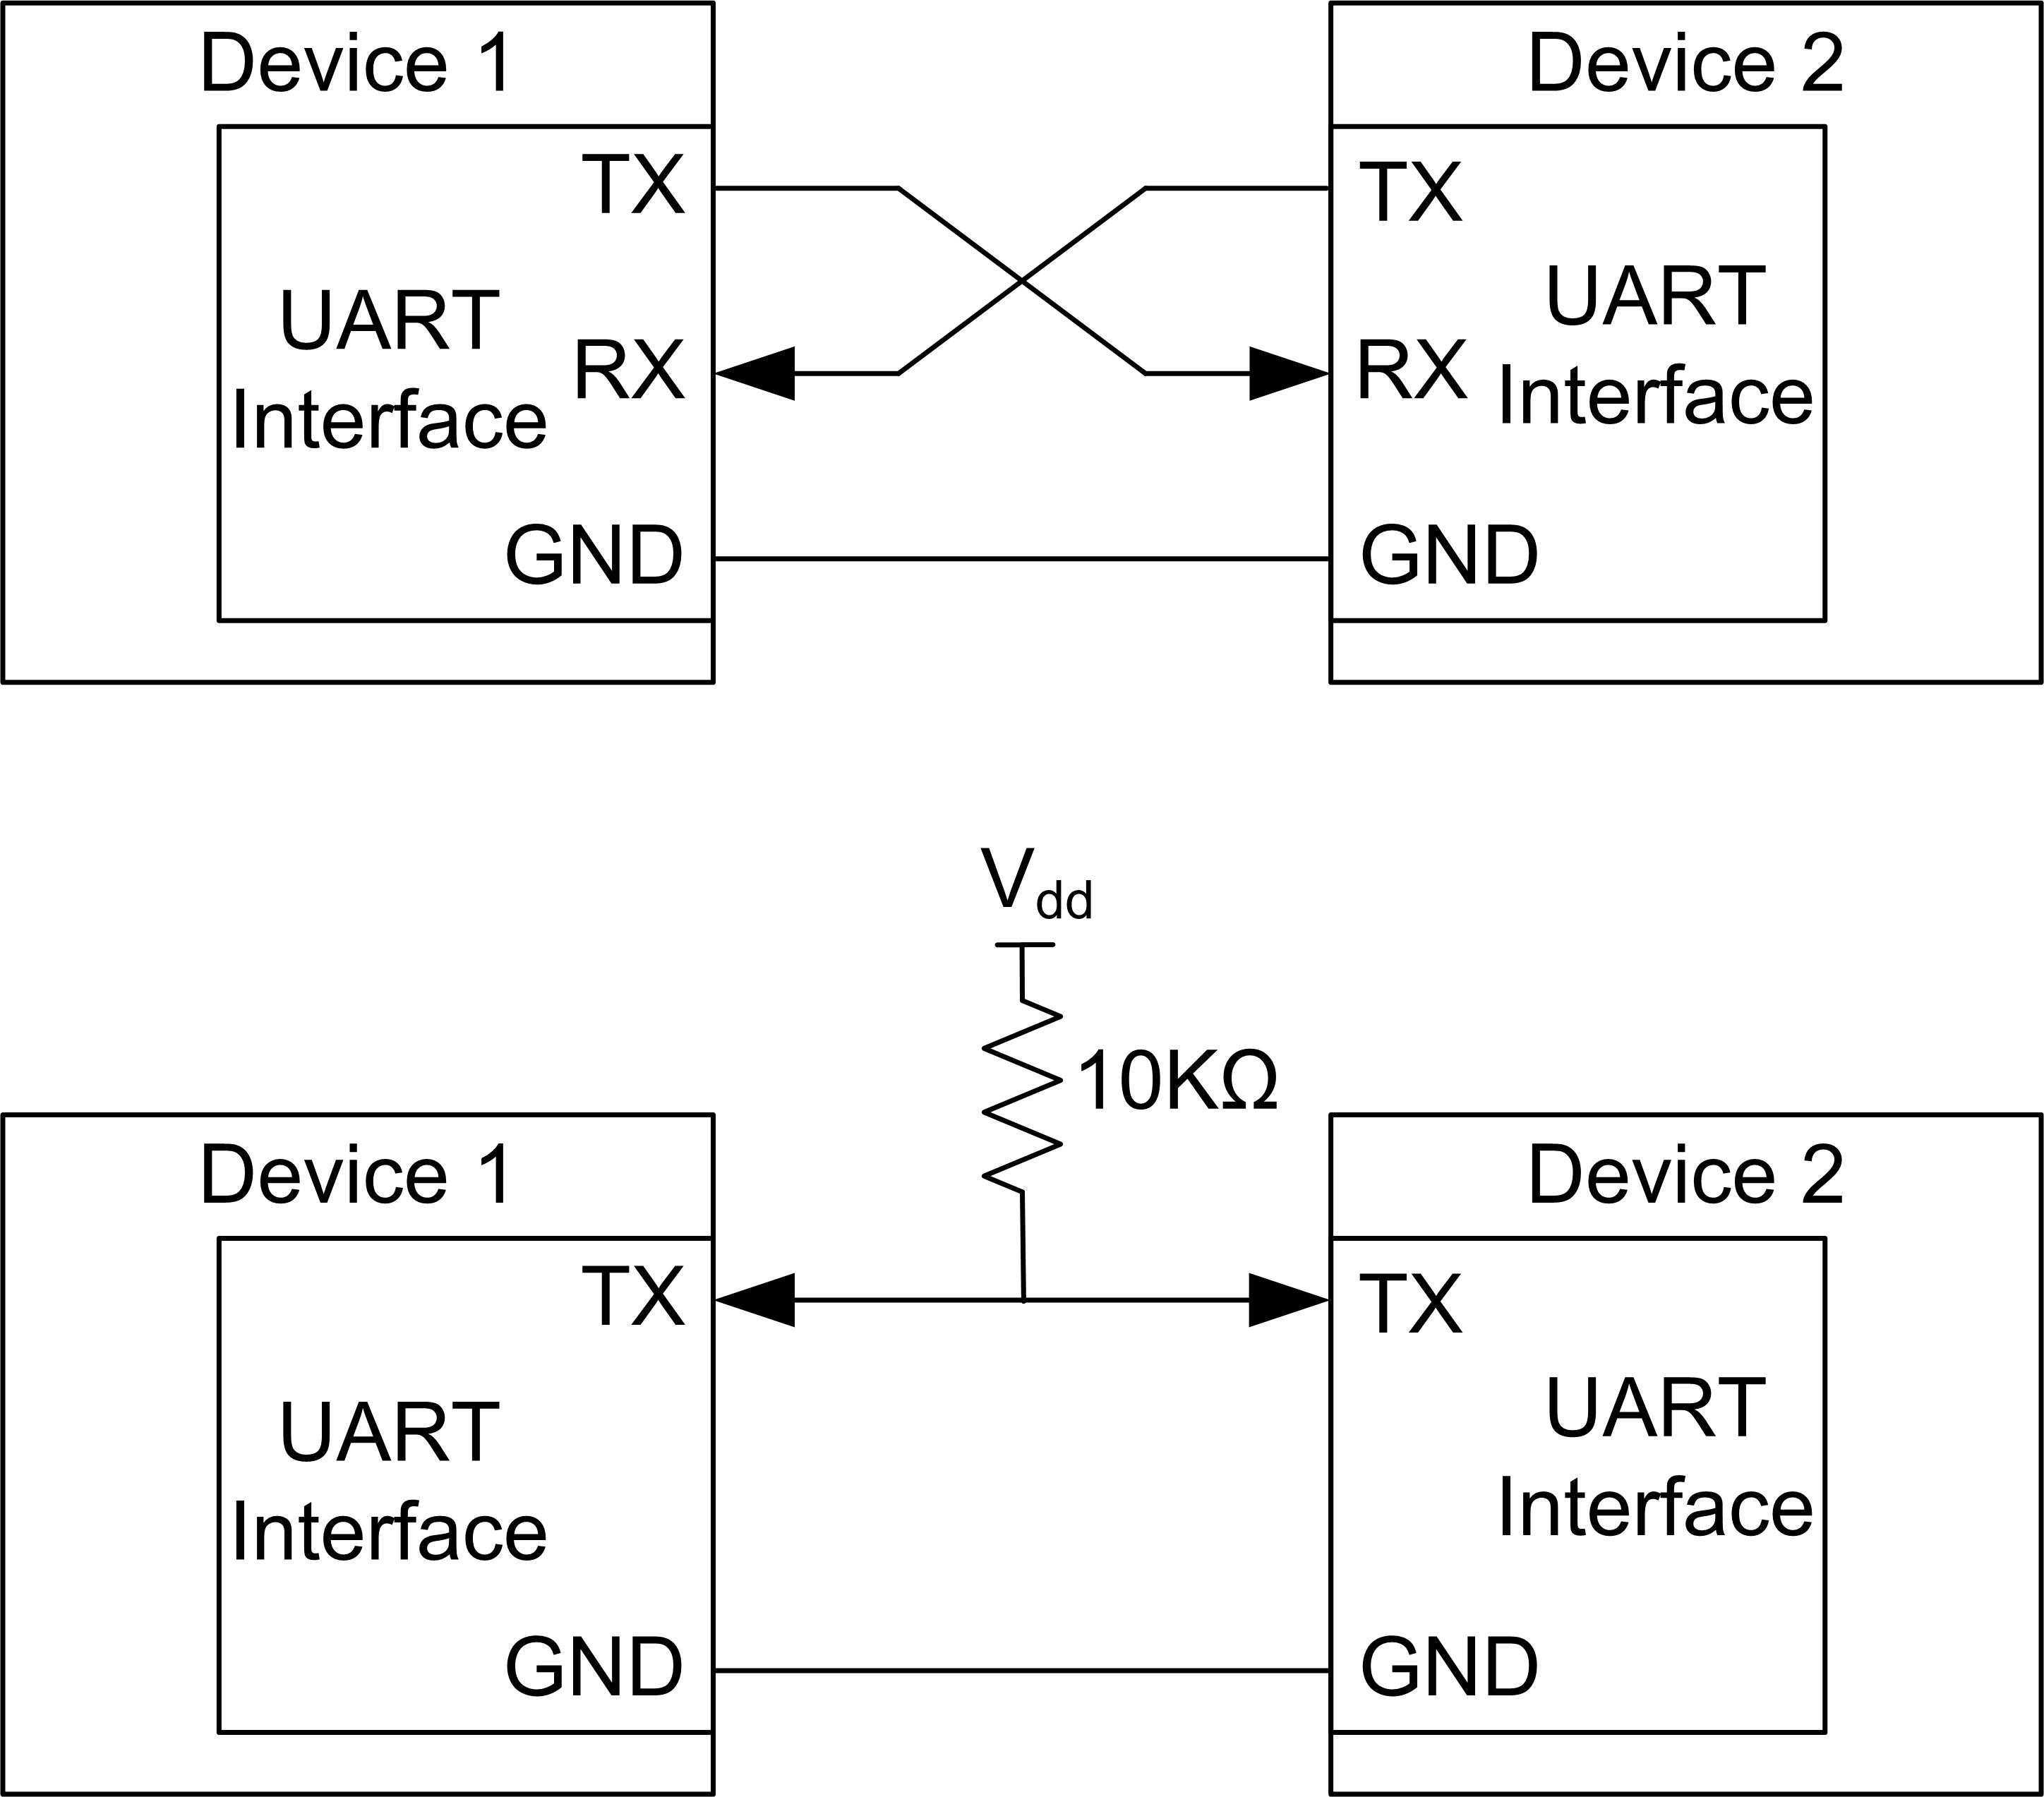 Device 1
TX
UART
RX
Interface
GND
Device 2
TX
UART
RX
Interface
GND
Vdd
10KΩ
Device 1
TX
UART
Interface
GND
Device 2
TX
UART
Interface
GND